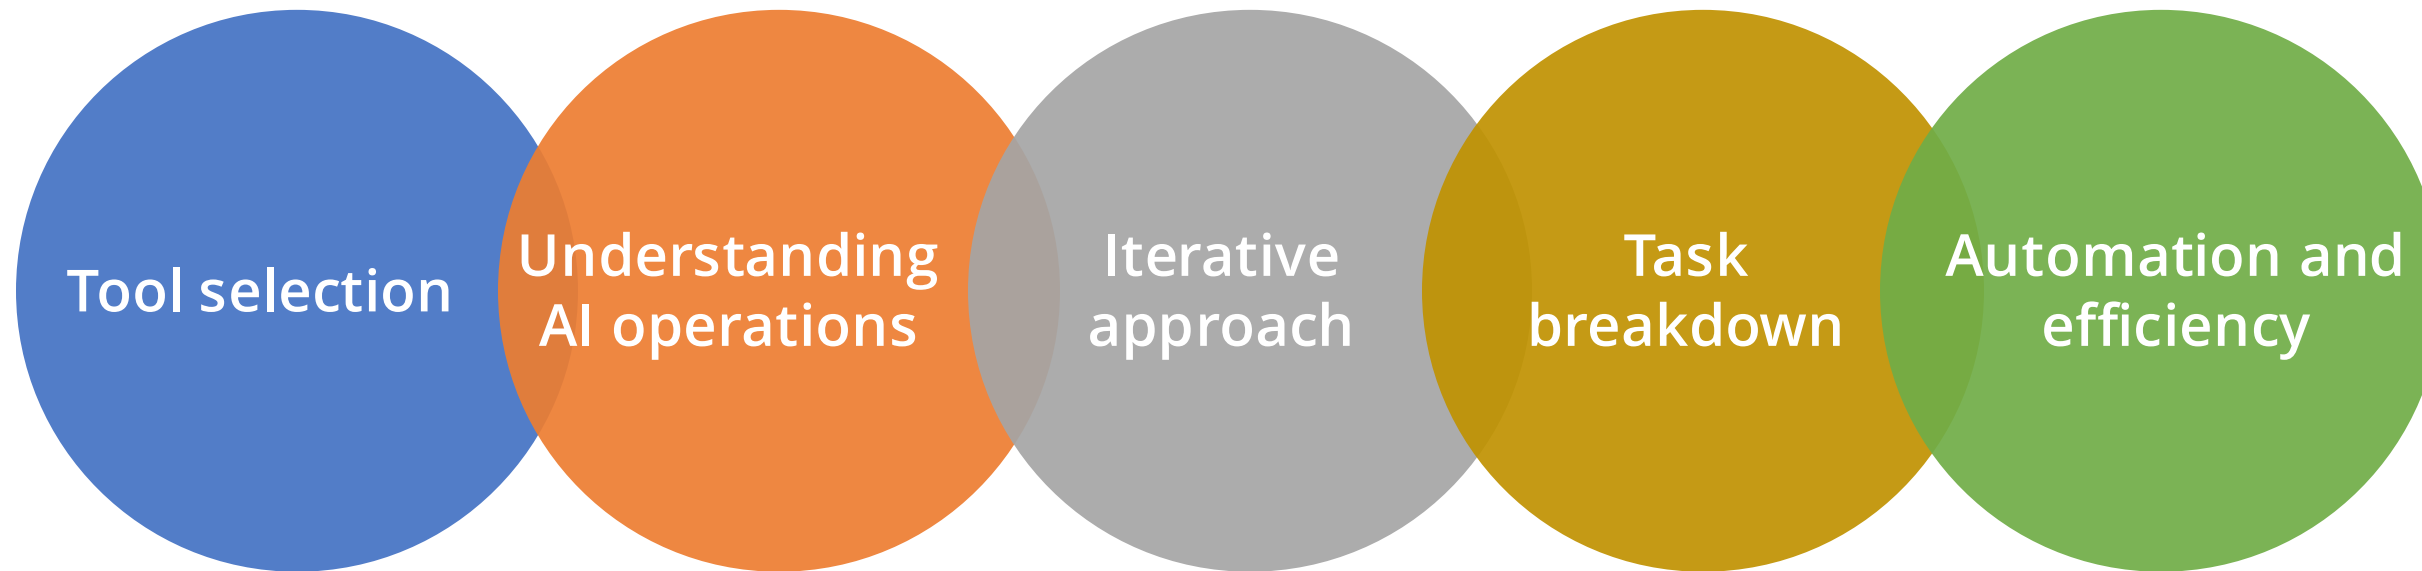 Tool selection
Understanding
AI operations
Iterative
approach
Task
breakdown
Automation and
efficiency